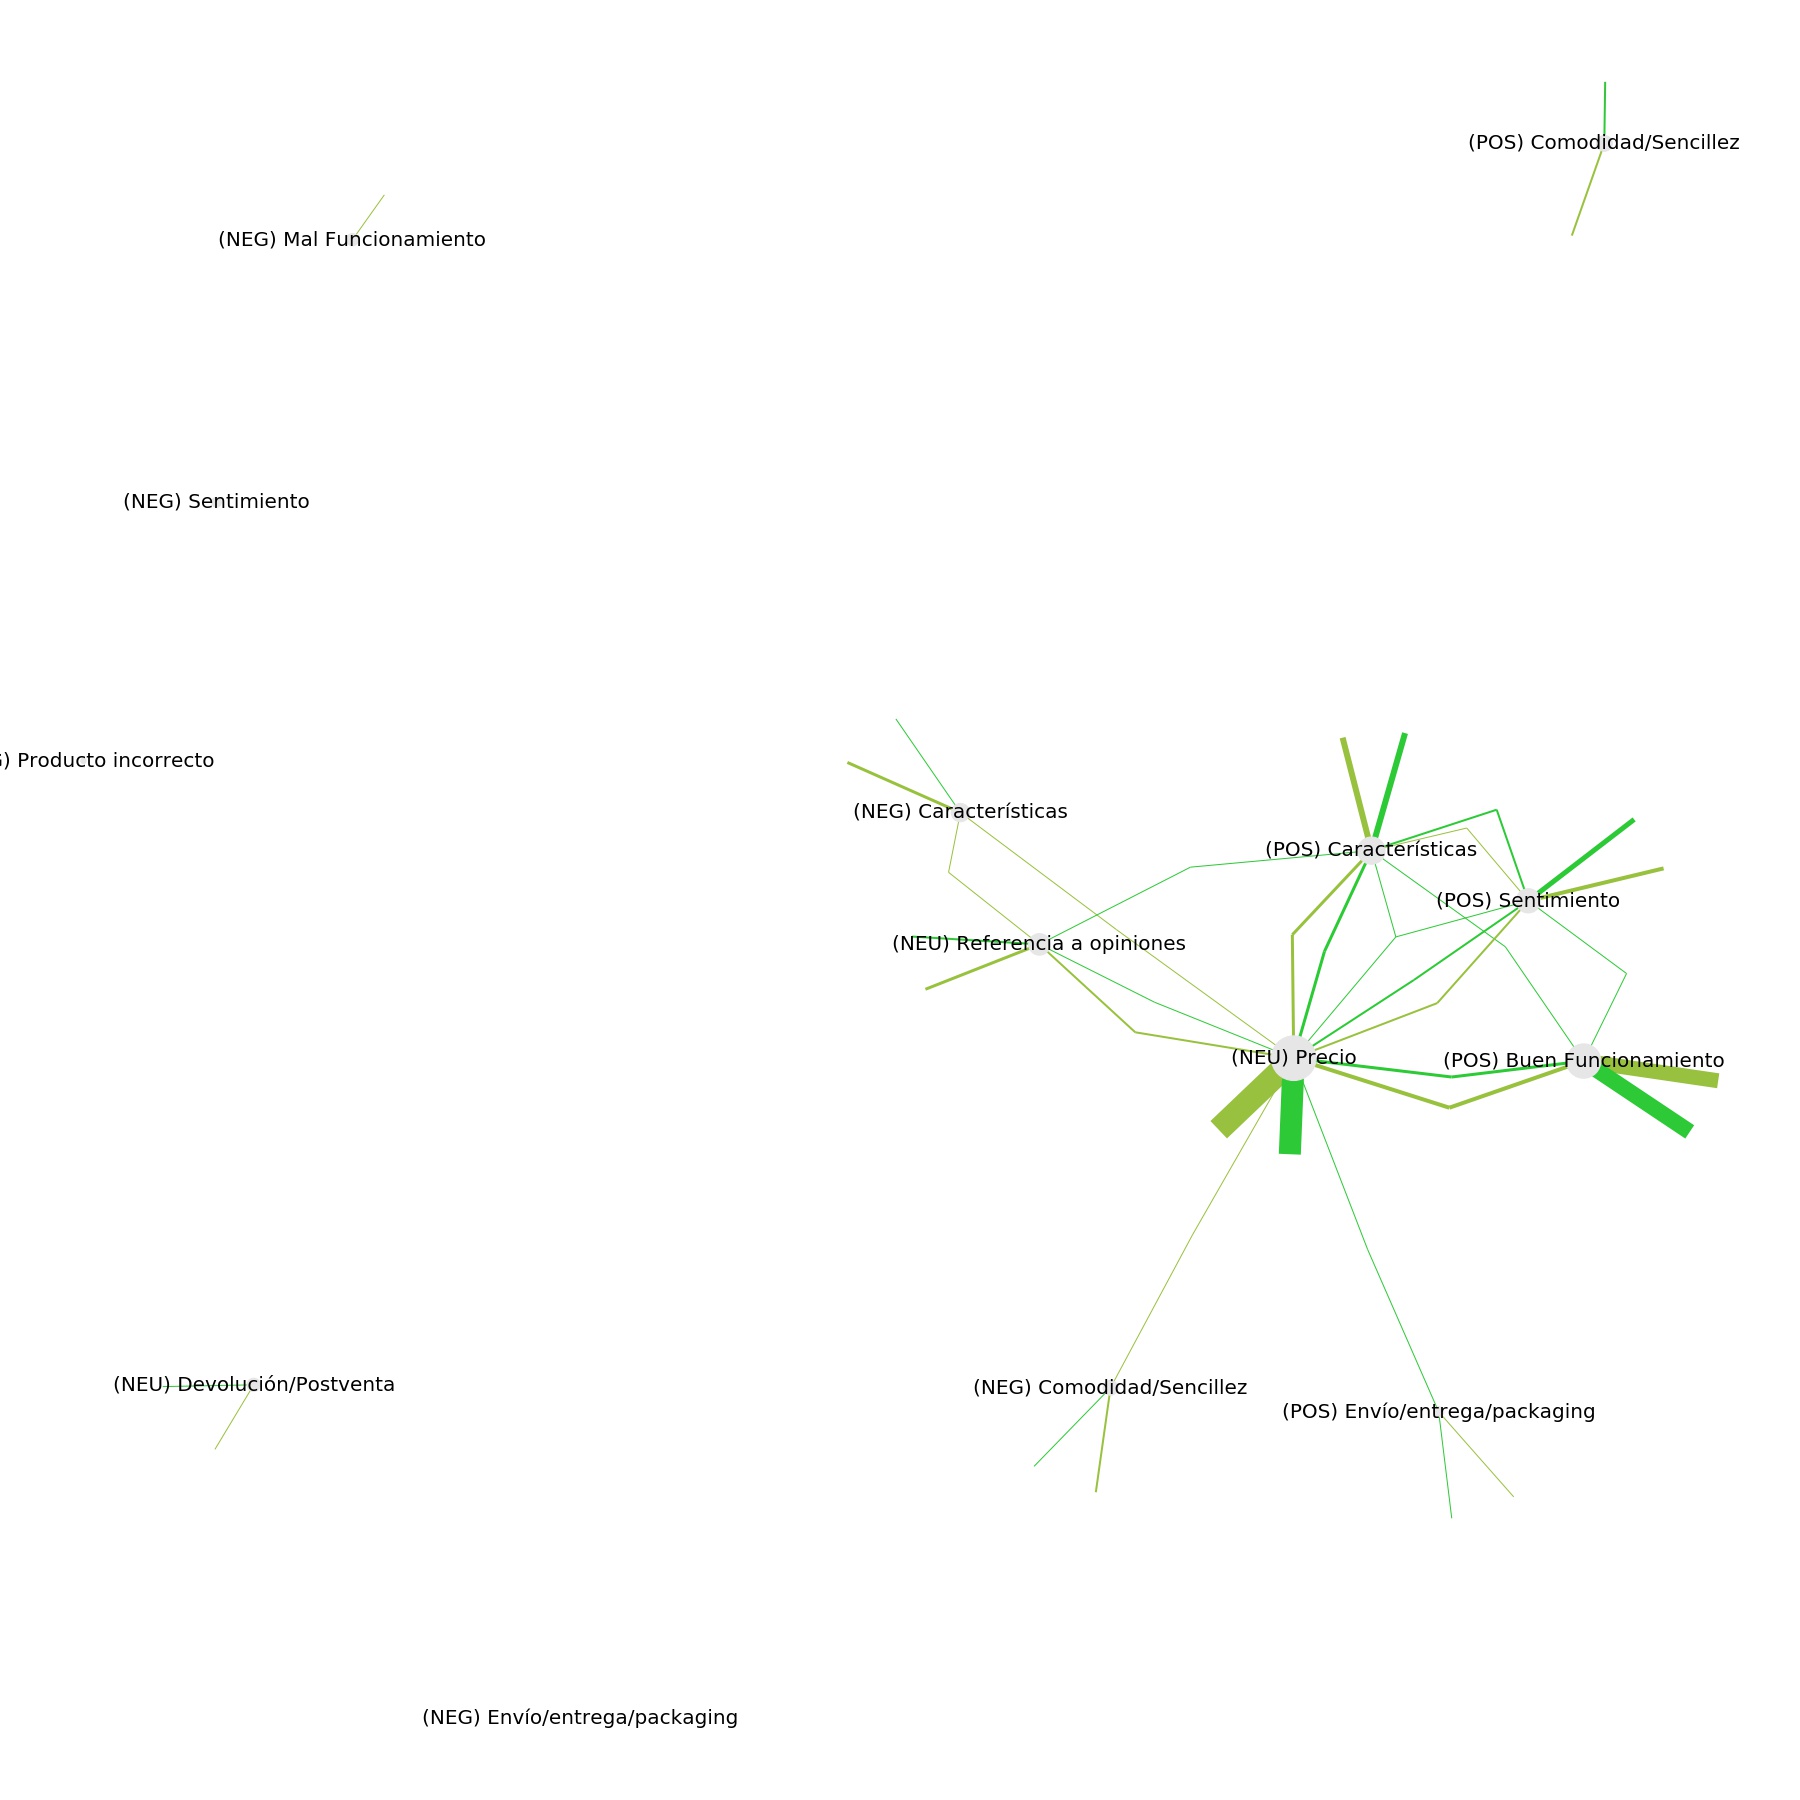 (POS) Comodidad/Sencillez
(NEG) Mal Funcionamiento
(NEG) Sentimiento
) Producto incorrecto
(NEG) Características
(POS) Características
(POS) Sentimiento
(NEU) Referencia a opiniones
(NEU) Precio
(POS) Buen Funcionamiento
(NEU) Devolución/Postventa
(NEG) Comodidad/Sencillez
(POS) Envío/entrega/packaging
(NEG) Envío/entrega/packaging